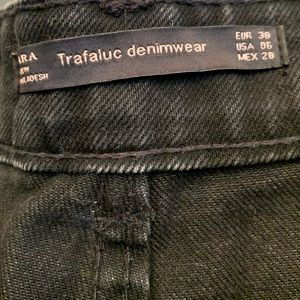 Trafaluc denimwear
EUR 38
USA 06
MEX 28